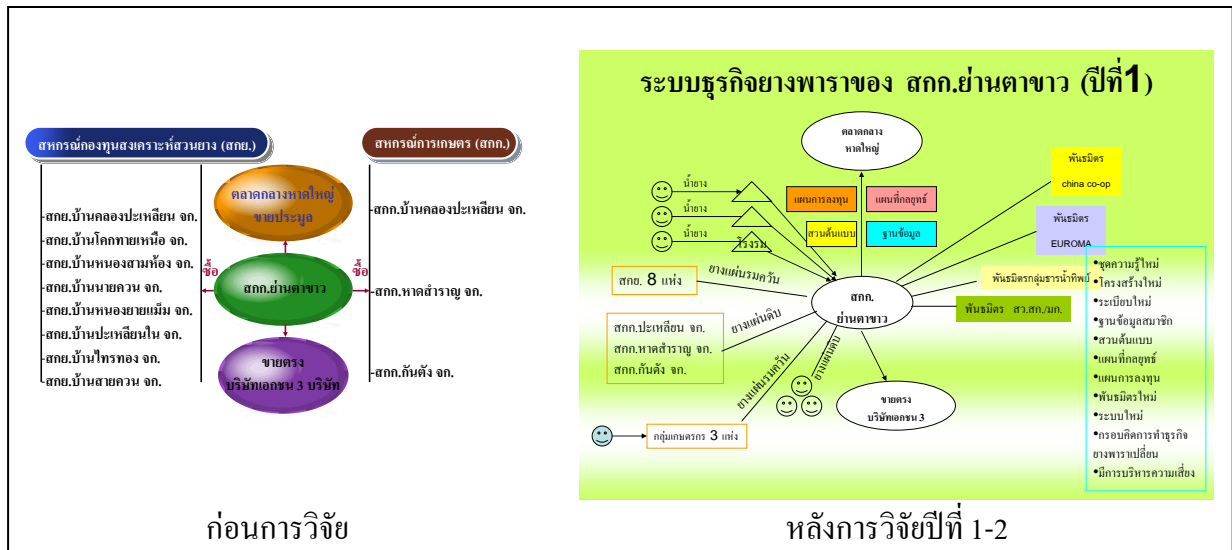 สหกรณ์กองทุนสงเคราะห์สวนยาง (สกย.)
สหกรณ์การเกษตร (สกก.)
ตลาดกลางหาดใหญ่
ขายประมูล
-สกย.บ้านคลองปะเหลียน จก.
-สกย.บ้านโคกทายเหนือ จก.
-สกย.บ้านหนองสามห้อง จก.
-สกย.บ้านนายควน จก.
-สกย.บ้านหนองยายแม็ม จก.
-สกย.บ้านปะเหลียนใน จก.
-สกย.บ้านไทรทอง จก.
-สกย.บ้านสายควน จก.
ซื้อ
สกก.ย่านตาขาว
ซื้อ
ขายตรง
บริษัทเอกชน 3 บริษัท
-สกก.บ้านคลองปะเหลียน จก.
-สกก.หาดสำราญ จก.
-สกก.กันตัง จก.
ก่อนการวิจัย
ระบบธุรกิจยางพาราของ สกก.ย่านตาขาว (ปีที่1)
ตลาดกลาง
หาดใหญ่
น้ำยาง
น้ำยาง
น้ำยาง
โรงรม
แผนการลงทุน
แผนที่กลยุทธ์
สวนต้นแบบ
ฐานข้อมูล
พันธมิตร
china co-op
พันธมิตร
EUROMA
พันธมิตรกลุ่มธารน้ำทิพย์
พันธมิตร สว.สก./มก.
สกย. 8 แห่ง
ยางแผ่นรมควัน
สกก.
ย่านตาขาว
สกก.ปะเหลียน จก.
สกก.หาดสำราญ จก.
สกก.กันตัง จก.
ยางแผ่นดิบ
ยางแผ่นรมควัน
ยางแผ่นดิบ
กลุ่มเกษตรกร 3 แห่ง
ขายตรง
บริษัทเอกชน 3
•ชุดความรู้ใหม่
•โครงสร้างใหม่
•ระเบียบใหม่
•ฐานข้อมูลสมาชิก
•สวนต้นแบบ
•แผนที่กลยุทธ์
•แผนการลงทุน
•พันธมิตรใหม่
•ระบบใหม่
•กรอบคิดการทำธุรกิจ
ยางพาราเปลี่ยน
•มีการบริหารความเสี่ยง
หลังการวิจัยปีที่ 1-2